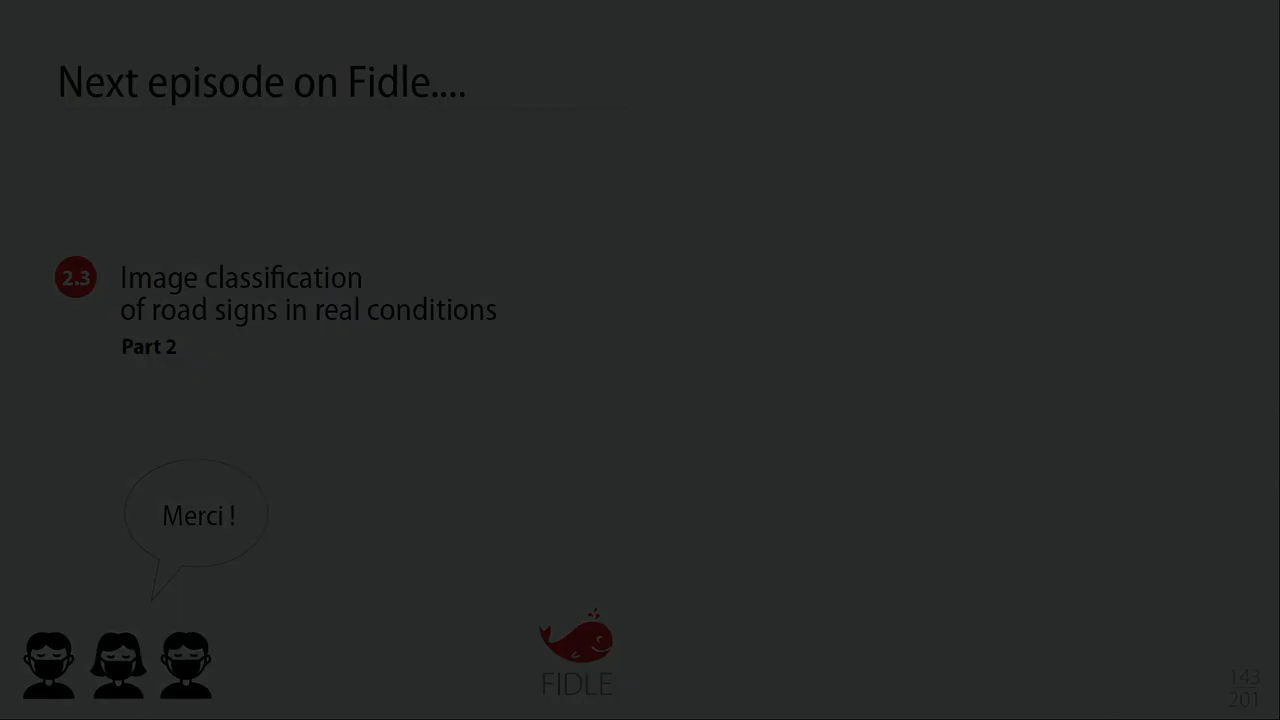 Next episode on Fidle....
2.3
Image classification
of road signs in real conditions
Part 2
Merci !
FIDLE
143
201